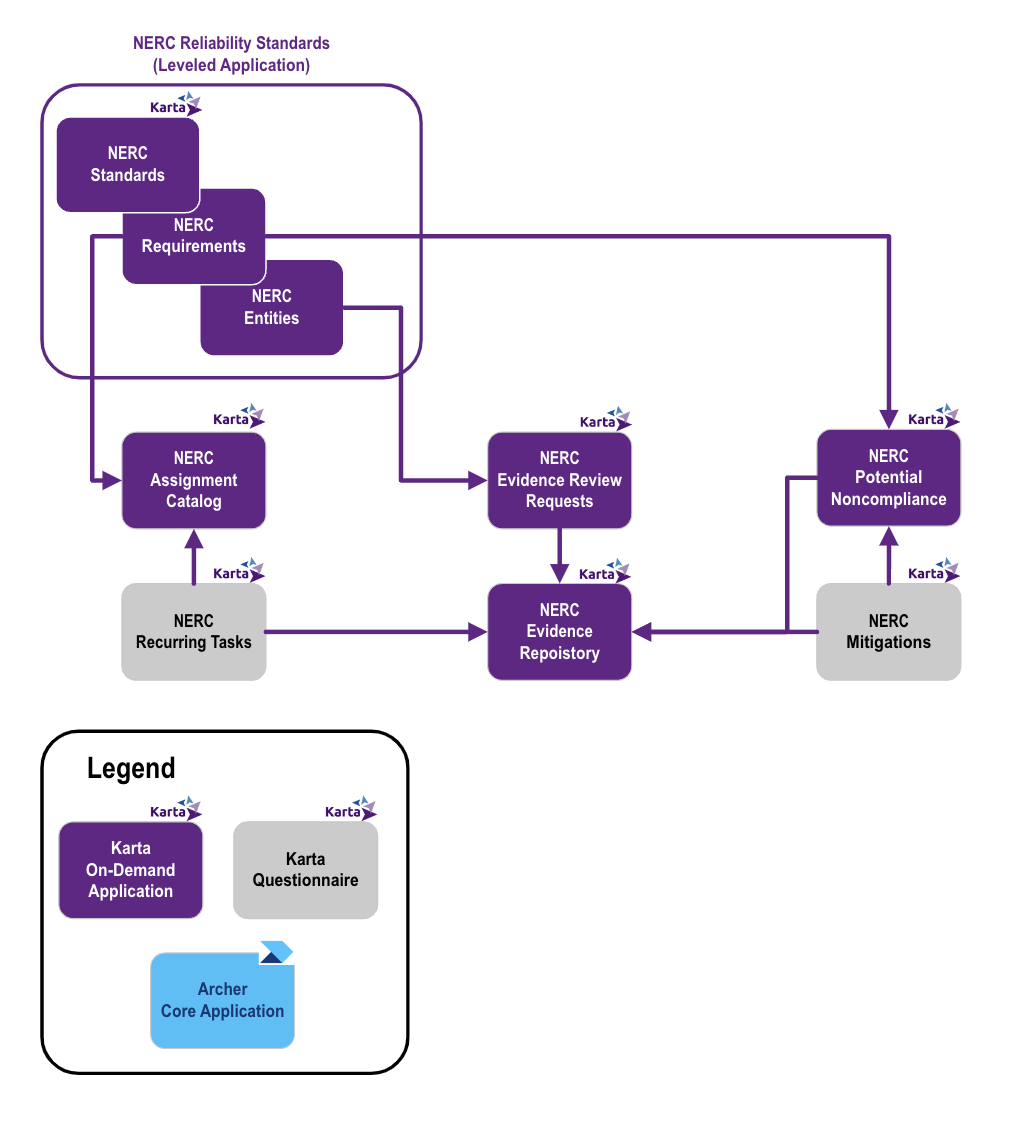 NERC Reliability Standards
(Leveled Application)
Karta
NERC
Standards
NERC
Requirements
NERC
Entities
Karta
NERC
Assignment
Catalog
Karta
NERC
Evidence Review
Requests
Karta
NERC
Potential
Noncompliance
Karta
NERC
Recurring Tasks
Karta
NERC
Evidence
Repoistory
Karta
NERC
Mitigations
Legend
Karta
Karta
On-Demand
Application
Karta
Karta
Questionnaire
Archer
Core Application